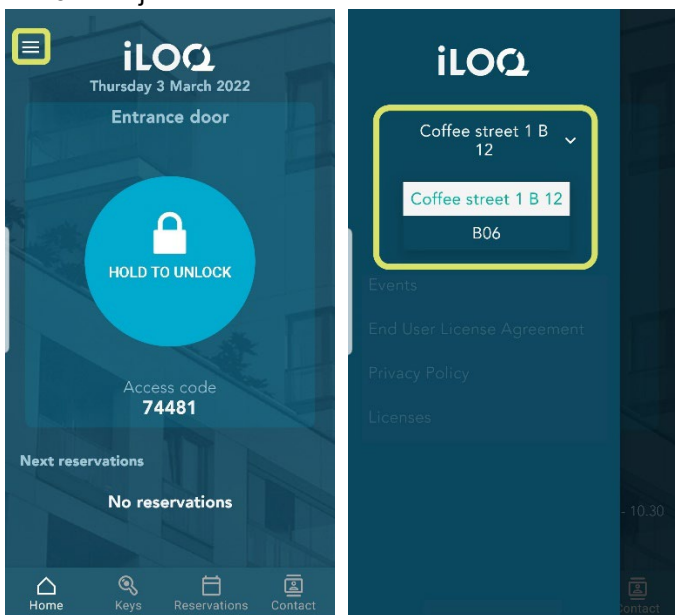 iLOQ
Thursday 3 March 2022
Entrance door
HOLD TO UNLOCK
Access code
74481
Next reservations
No reservations
Home
Keys
Reservations
Contact
iLOQ
Coffee street 1 B
12
Coffee street 1 B 12
B06
Events
End User License Agreement
Privacy Policy
Licenses
- 10.30
Contact